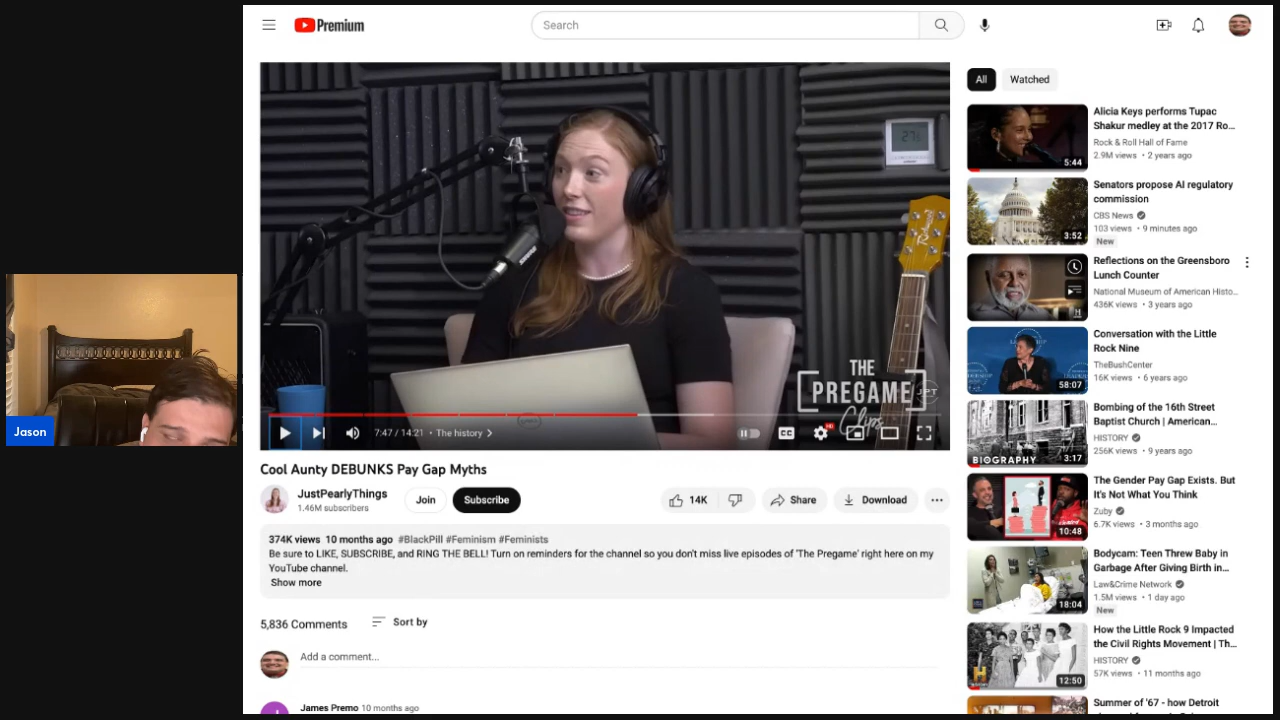 Premium
Search
27c
SHURE
THE
PREGAME
Clips
JPT
7:47 / 14:21 • The history
CC
HD
Cool Aunty DEBUNKS Pay Gap Myths
JustPearlyThings
1.46M subscribers
Join
Subscribe
14K
Share
Download
374K views 10 months ago #BlackPill #Feminism #Feminists
Be sure to LIKE, SUBSCRIBE, and RING THE BELL! Turn on reminders for the channel so you don't miss live episodes of 'The Pregame' right here on my
YouTube channel.
Show more
5,836 Comments
Sort by
Add a comment...
James Premo 10 months ago
Jason
All
Watched
Alicia Keys performs Tupac
Shakur medley at the 2017 Ro...
Rock & Roll Hall of Fame
2.9M views • 2 years ago
5:44
Senators propose AI regulatory
commission
CBS News
103 views • 9 minutes ago
New
3:52
Reflections on the Greensboro
Lunch Counter
National Museum of American Histo...
436K views • 3 years ago
Conversation with the Little
Rock Nine
TheBushCenter
16K views • 6 years ago
58:07
Bombing of the 16th Street
Baptist Church | American...
HISTORY
256K views • 9 years ago
BIOGRAPHY
3:17
The Gender Pay Gap Exists. But
It's Not What You Think
Zuby
6.7K views • 3 months ago
10:48
Bodycam: Teen Threw Baby in
Garbage After Giving Birth in...
Law&Crime Network
1.5M views • 1 day ago
New
18:04
How the Little Rock 9 Impacted
the Civil Rights Movement | Th...
HISTORY
57K views • 11 months ago
12:50
Summer of '67 - how Detroit